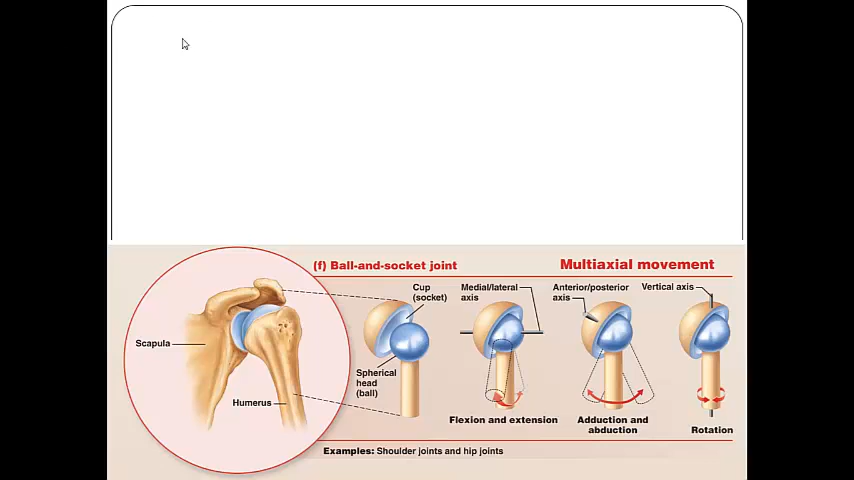 (f) Ball-and-socket joint
Multiaxial movement
Cup
(socket)
Medial/lateral
axis
Anterior/posterior
axis
Vertical axis
Scapula
Spherical
head
(ball)
Humerus
Flexion and extension
Adduction and
abduction
Rotation
Examples: Shoulder joints and hip joints